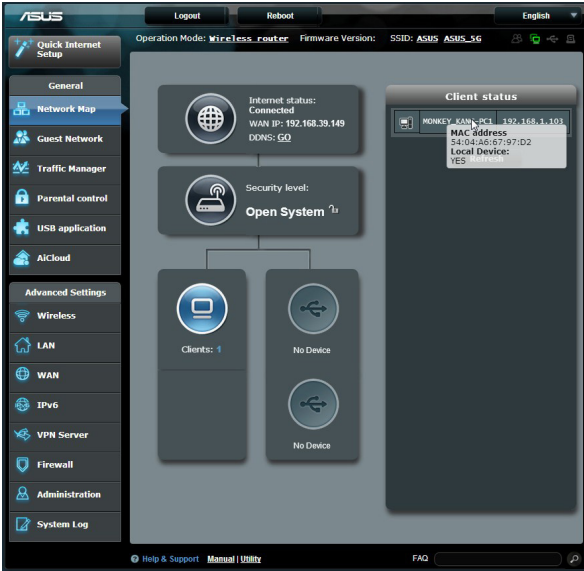 ASUS
Logout
Reboot
English
Quick Internet
Setup
Operation Mode: Wireless router Firmware Version:
SSID: ASUS ASUS_5G
General
Network Map
Guest Network
Traffic Manager
Parental control
USB application
AiCloud
Advanced Settings
Wireless
LAN
WAN
IPv6
VPN Server
Firewall
Administration
System Log
Internet status:
Connected
WAN IP: 192.168.39.149
DDNS: GO
Security level:
Open System
Clients: 1
No Device
No Device
Client status
MONKEY_KANG-PC1 192.168.1.103
MAC address
54:04:A6:67:97:D2
Local Device:
YES
Refresh
Help & Support Manual | Utility
FAQ